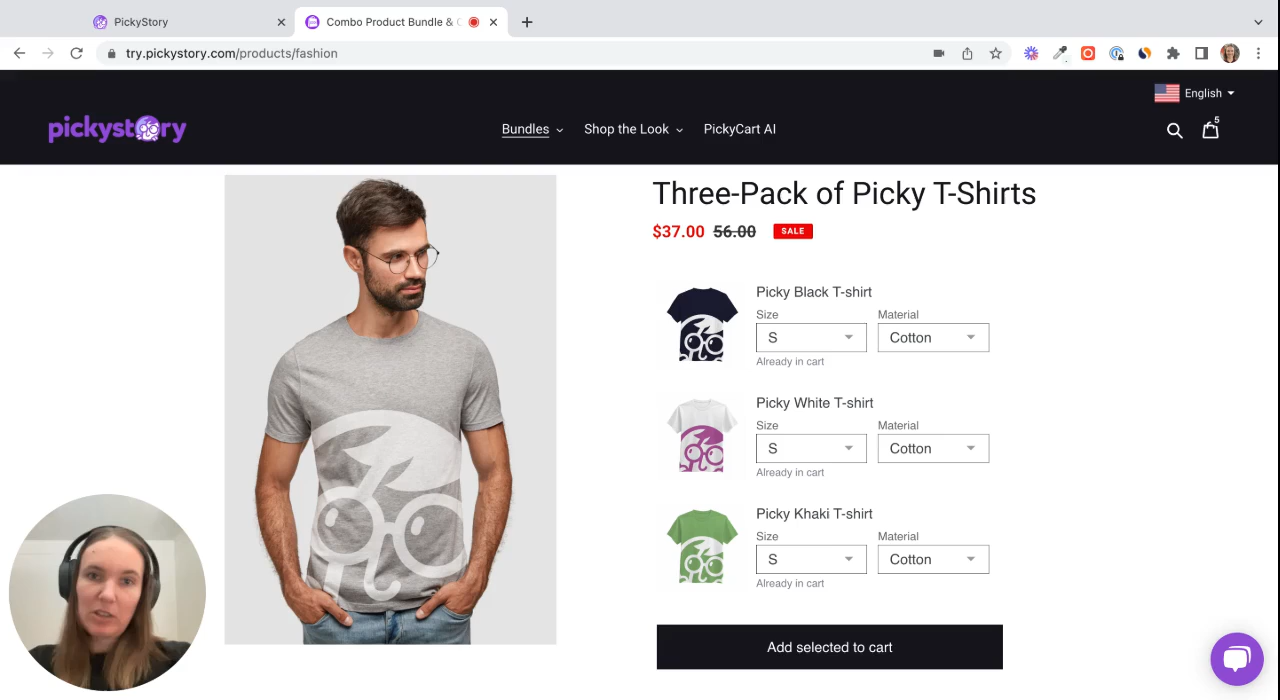 PickyStory
Combo Product Bundle &
try.pickystory.com/products/fashion
English
pickystory
Bundles
Shop the Look
PickyCart AI
5
Three-Pack of Picky T-Shirts
$37.00 56.00 SALE
Picky Black T-shirt
Size Material
S Cotton
Already in cart
Picky White T-shirt
Size Material
S Cotton
Already in cart
Picky Khaki T-shirt
Size Material
S Cotton
Already in cart
Add selected to cart